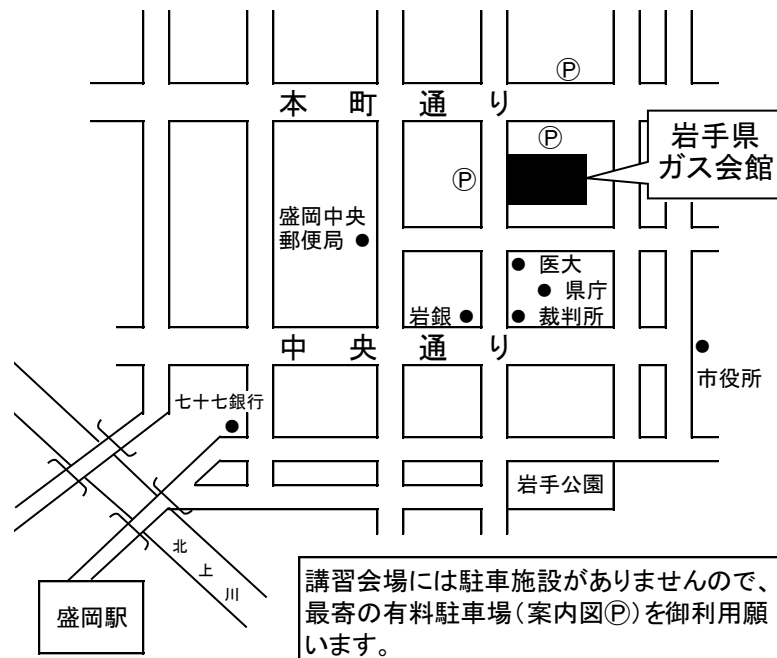 Ⓟ
本町通り
Ⓟ
岩手県
ガス会館
Ⓟ
盛岡中央
郵便局
医大
県庁
岩銀
裁判所
中央通り
市役所
七十七銀行
岩手公園
北上川
盛岡駅
講習会場には駐車施設がありませんので、
最寄の有料駐車場（案内図Ⓟ）を御利用願
います。